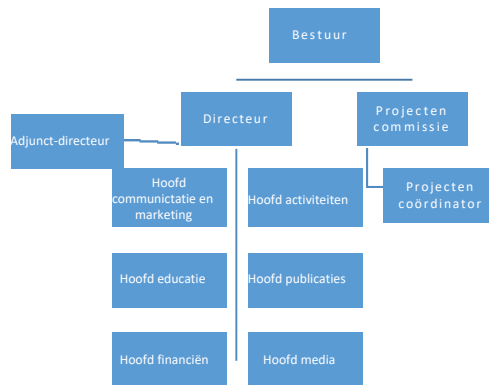 Bestuur
Directeur
Projecten
commissie
Adjunct-directeur
Hoofd
communictatie en
marketing
Hoofd activiteiten
Projecten
coördinator
Hoofd educatie
Hoofd publicaties
Hoofd financiën
Hoofd media